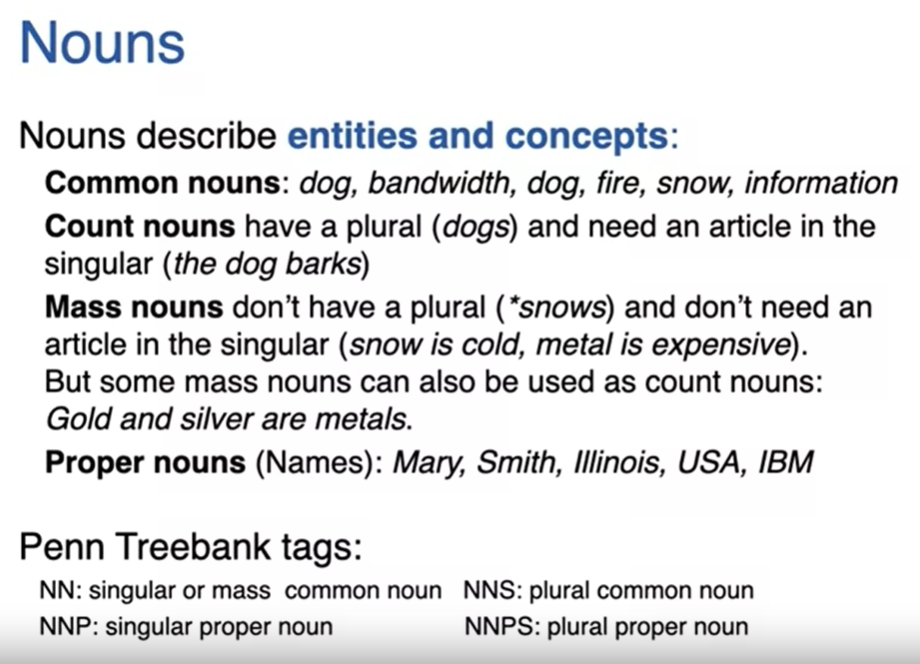 Nouns
Nouns describe entities and concepts:
Common nouns: dog, bandwidth, dog, fire, snow, information
Count nouns have a plural (dogs) and need an article in the
singular (the dog barks)
Mass nouns don't have a plural (*snows) and don't need an
article in the singular (snow is cold, metal is expensive).
But some mass nouns can also be used as count nouns:
Gold and silver are metals.
Proper nouns (Names): Mary, Smith, Illinois, USA, IBM
Penn Treebank tags:
NN: singular or mass common noun NNS: plural common noun
NNP: singular proper noun NNPS: plural proper noun